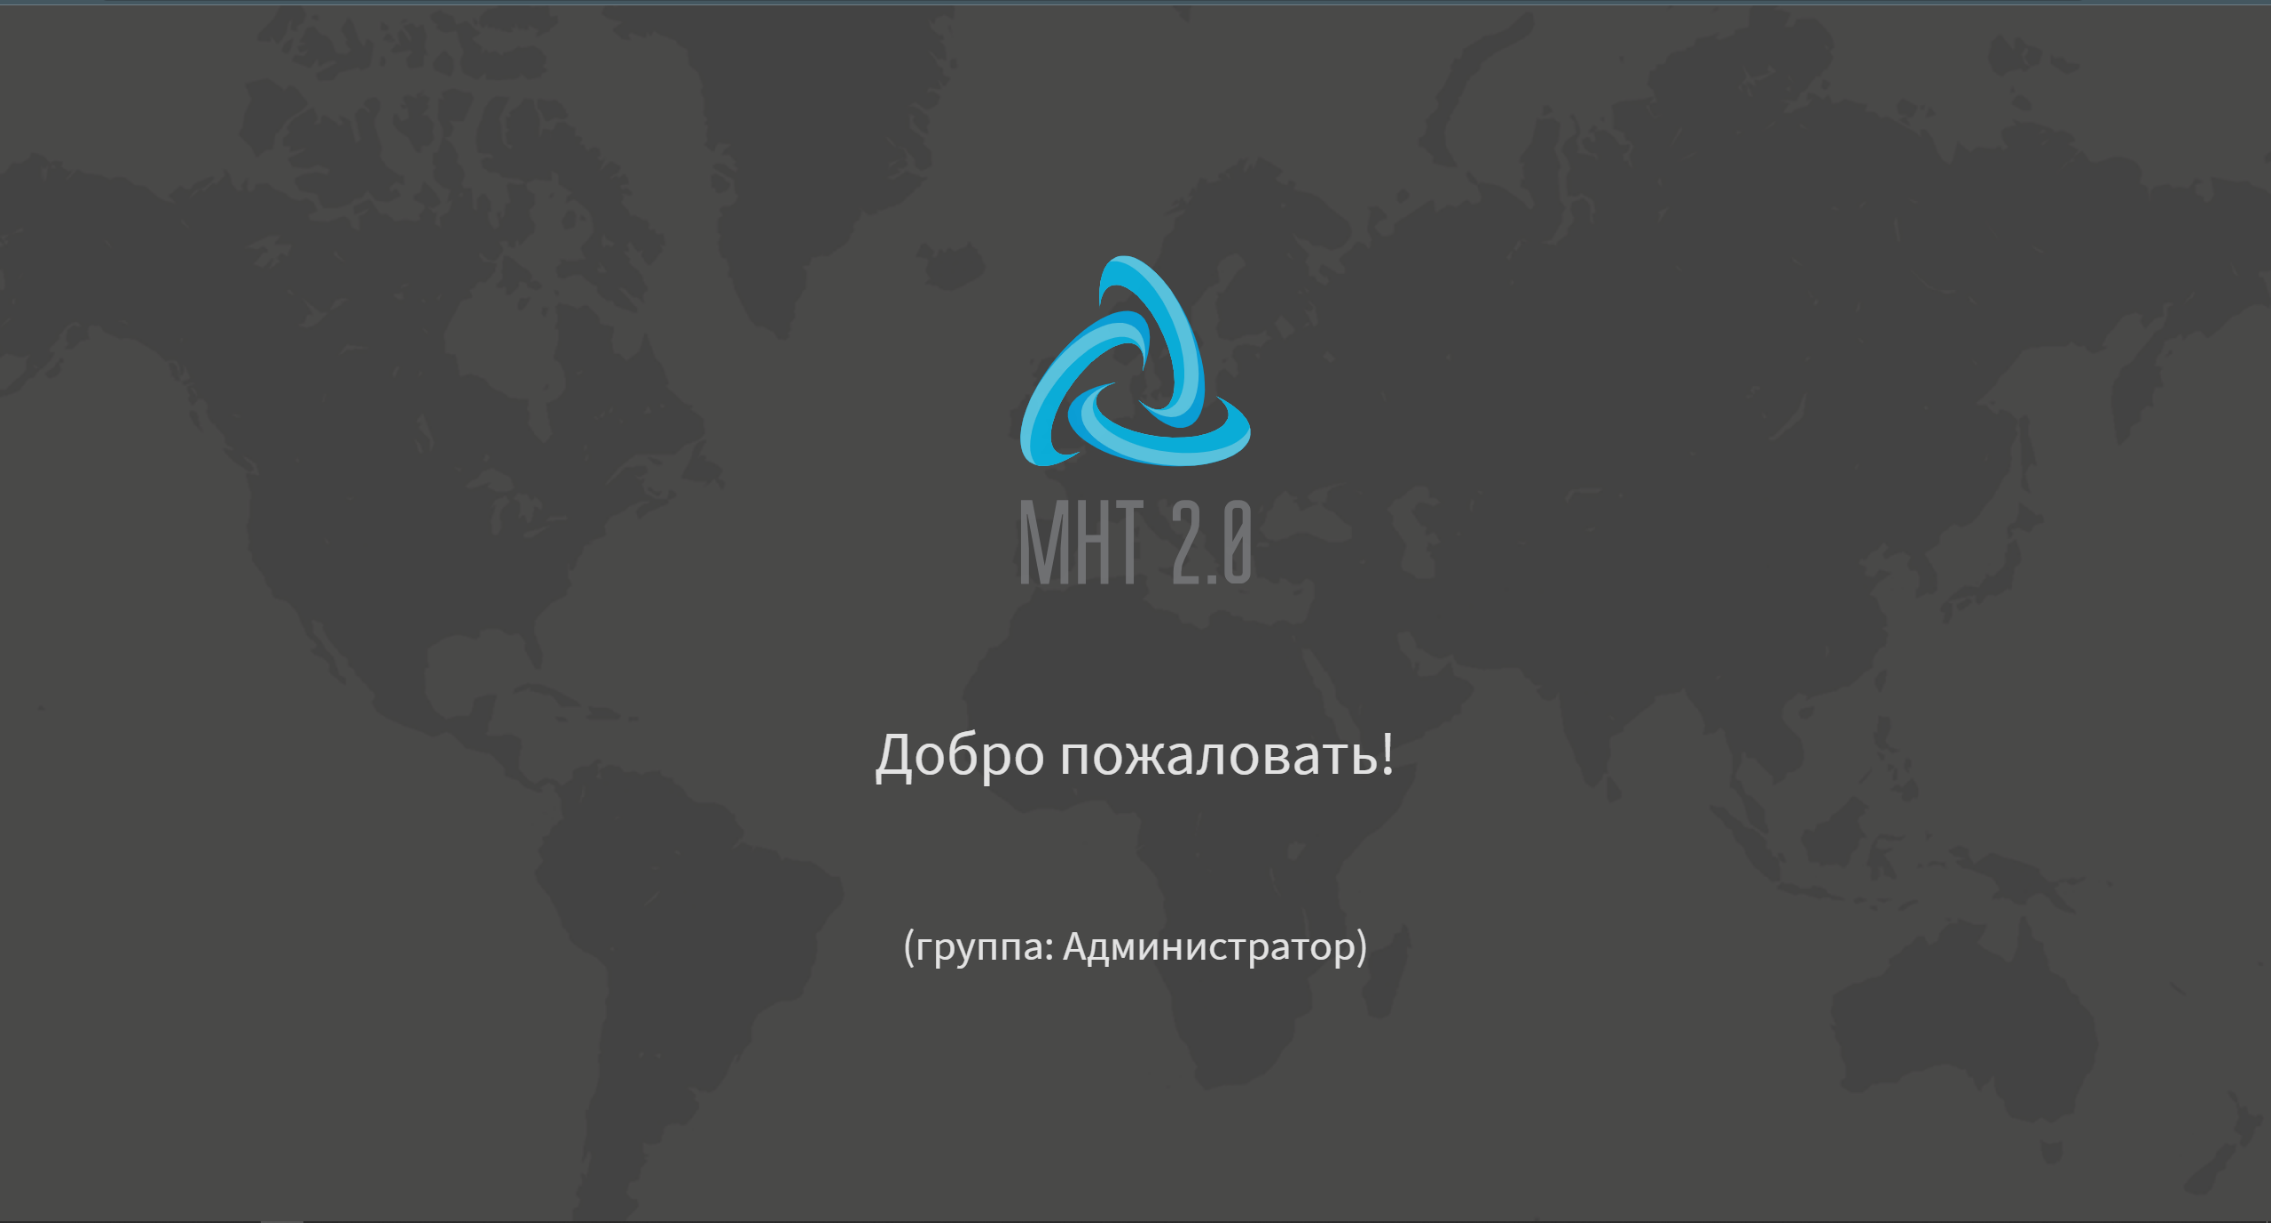 МНТ 2.0
Добро пожаловать!
(группа: Администратор)